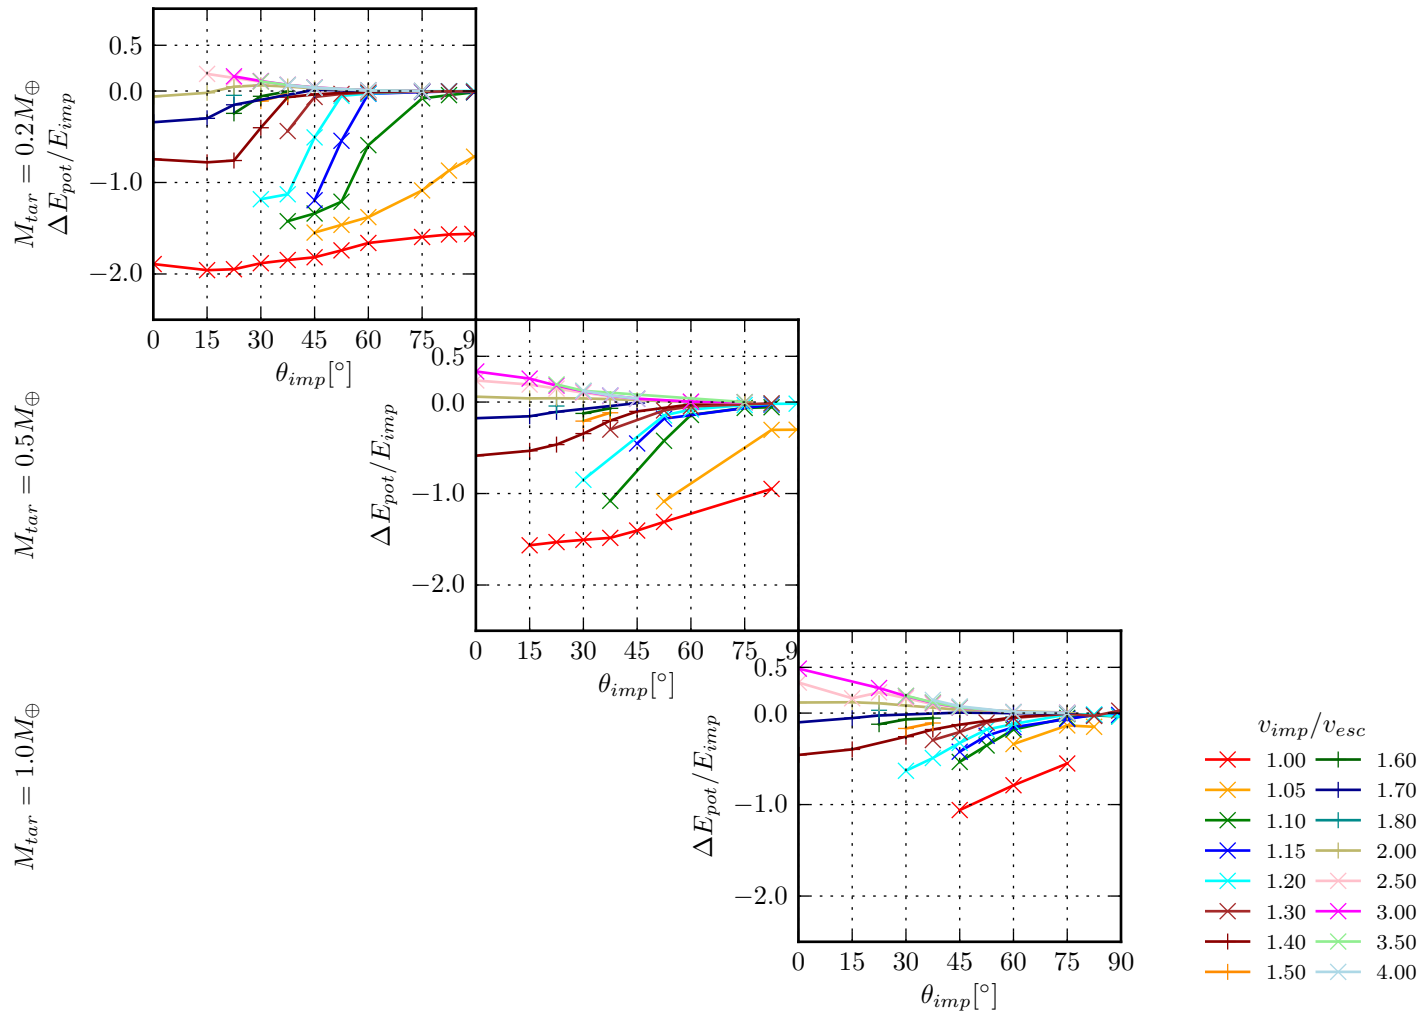 M_tar = 0.2M⊕
ΔE_pot/E_imp
0.5
0.0
−1.0
−2.0
0 15 30 45 60 75 9
θ_imp[°]
M_tar = 0.5M⊕
ΔE_pot/E_imp
0.5
0.0
−1.0
−2.0
0 15 30 45 60 75 9
θ_imp[°]
M_tar = 1.0M⊕
ΔE_pot/E_imp
0.5
0.0
−1.0
−2.0
0 15 30 45 60 75 90
θ_imp[°]
v_imp/v_esc
1.00 1.60
1.05 1.70
1.10 1.80
1.15 2.00
1.20 2.50
1.30 3.00
1.40 3.50
1.50 4.00